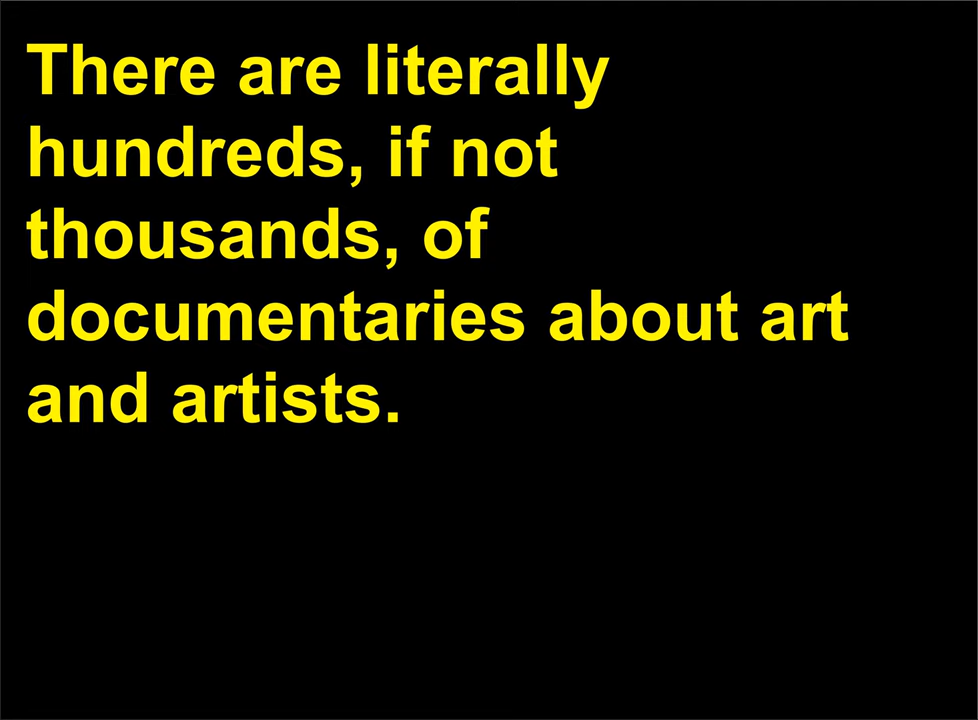 There are literally
hundreds, if not
thousands, of
documentaries about art
and artists.